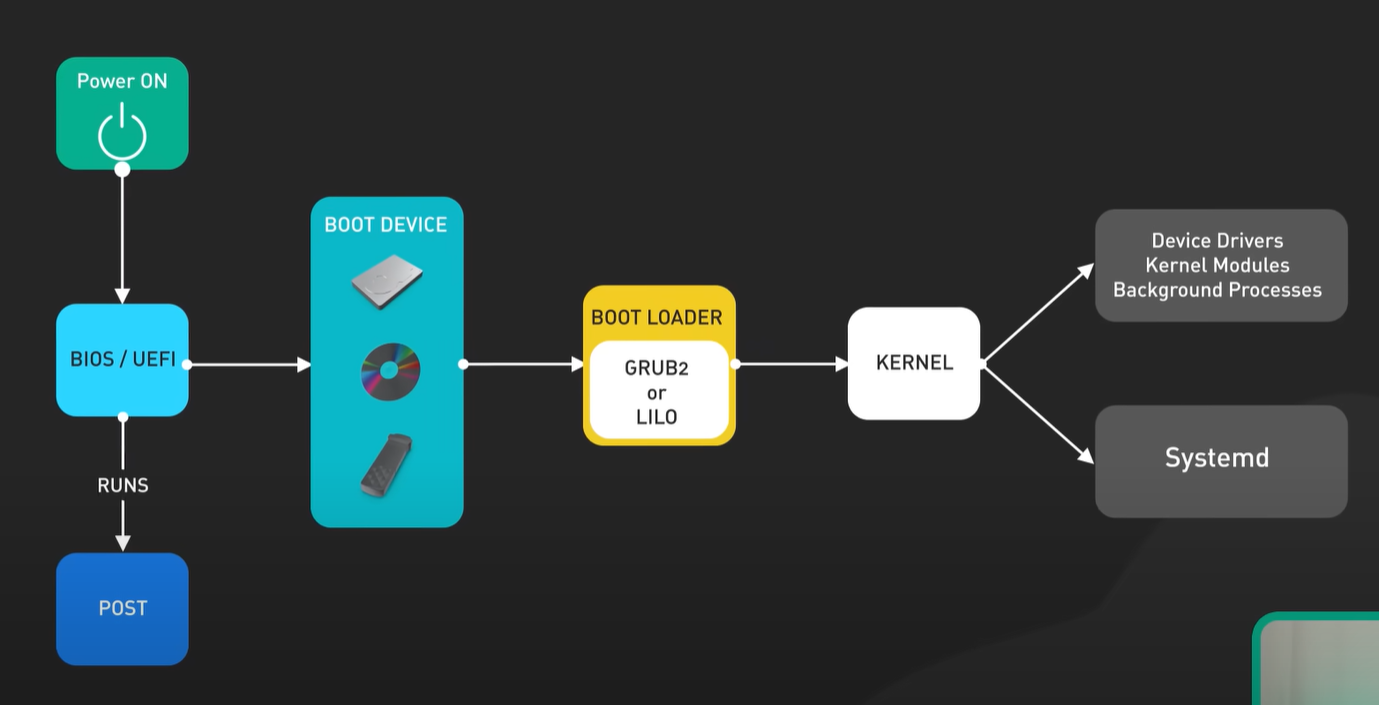 Power ON
BIOS / UEFI
RUNS
POST
BOOT DEVICE
BOOT LOADER
GRUB2
or
LILO
KERNEL
Device Drivers
Kernel Modules
Background Processes
Systemd